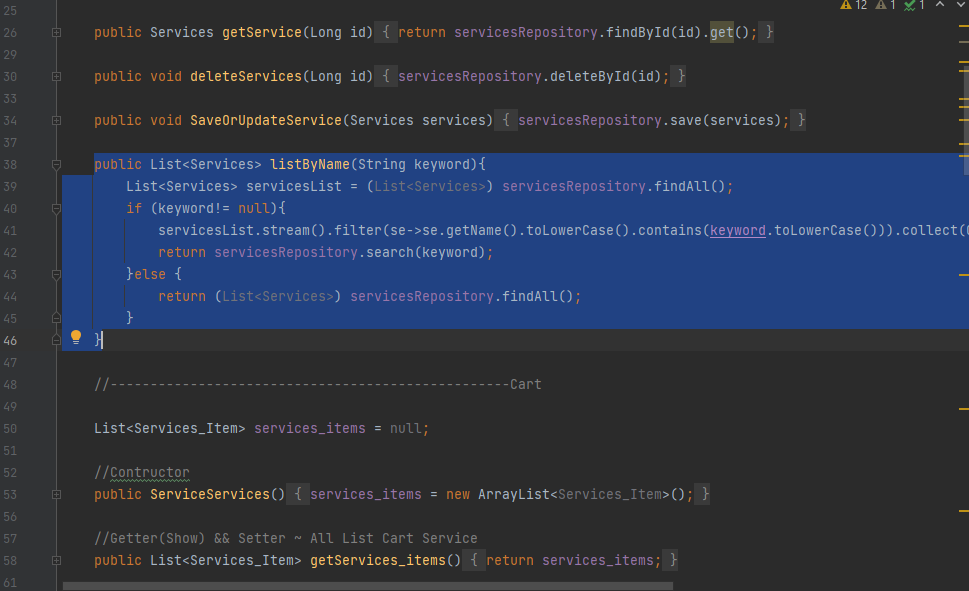 12 1 1
25
26 public Services getService(Long id) { return servicesRepository.findById(id).get(); }
29
30 public void deleteServices(Long id) { servicesRepository.deleteById(id); }
33
34 public void SaveOrUpdateService(Services services) { servicesRepository.save(services); }
37
38 public List<Services> listByName(String keyword){
39 List<Services> servicesList = (List<Services>) servicesRepository.findAll();
40 if (keyword!= null){
41 servicesList.stream().filter(se->se.getName().toLowerCase().contains(keyword.toLowerCase())).collect(
42 return servicesRepository.search(keyword);
43 }else {
44 return (List<Services>) servicesRepository.findAll();
45 }
46 }
47
48 //--------------------------------------------------Cart
49
50 List<Services_Item> services_items = null;
51
52 //Contructor
53 public ServiceServices() { services_items = new ArrayList<Services_Item>(); }
56
57 //Getter(Show) && Setter ~ All List Cart Service
58 public List<Services_Item> getServices_items() { return services_items; }
61